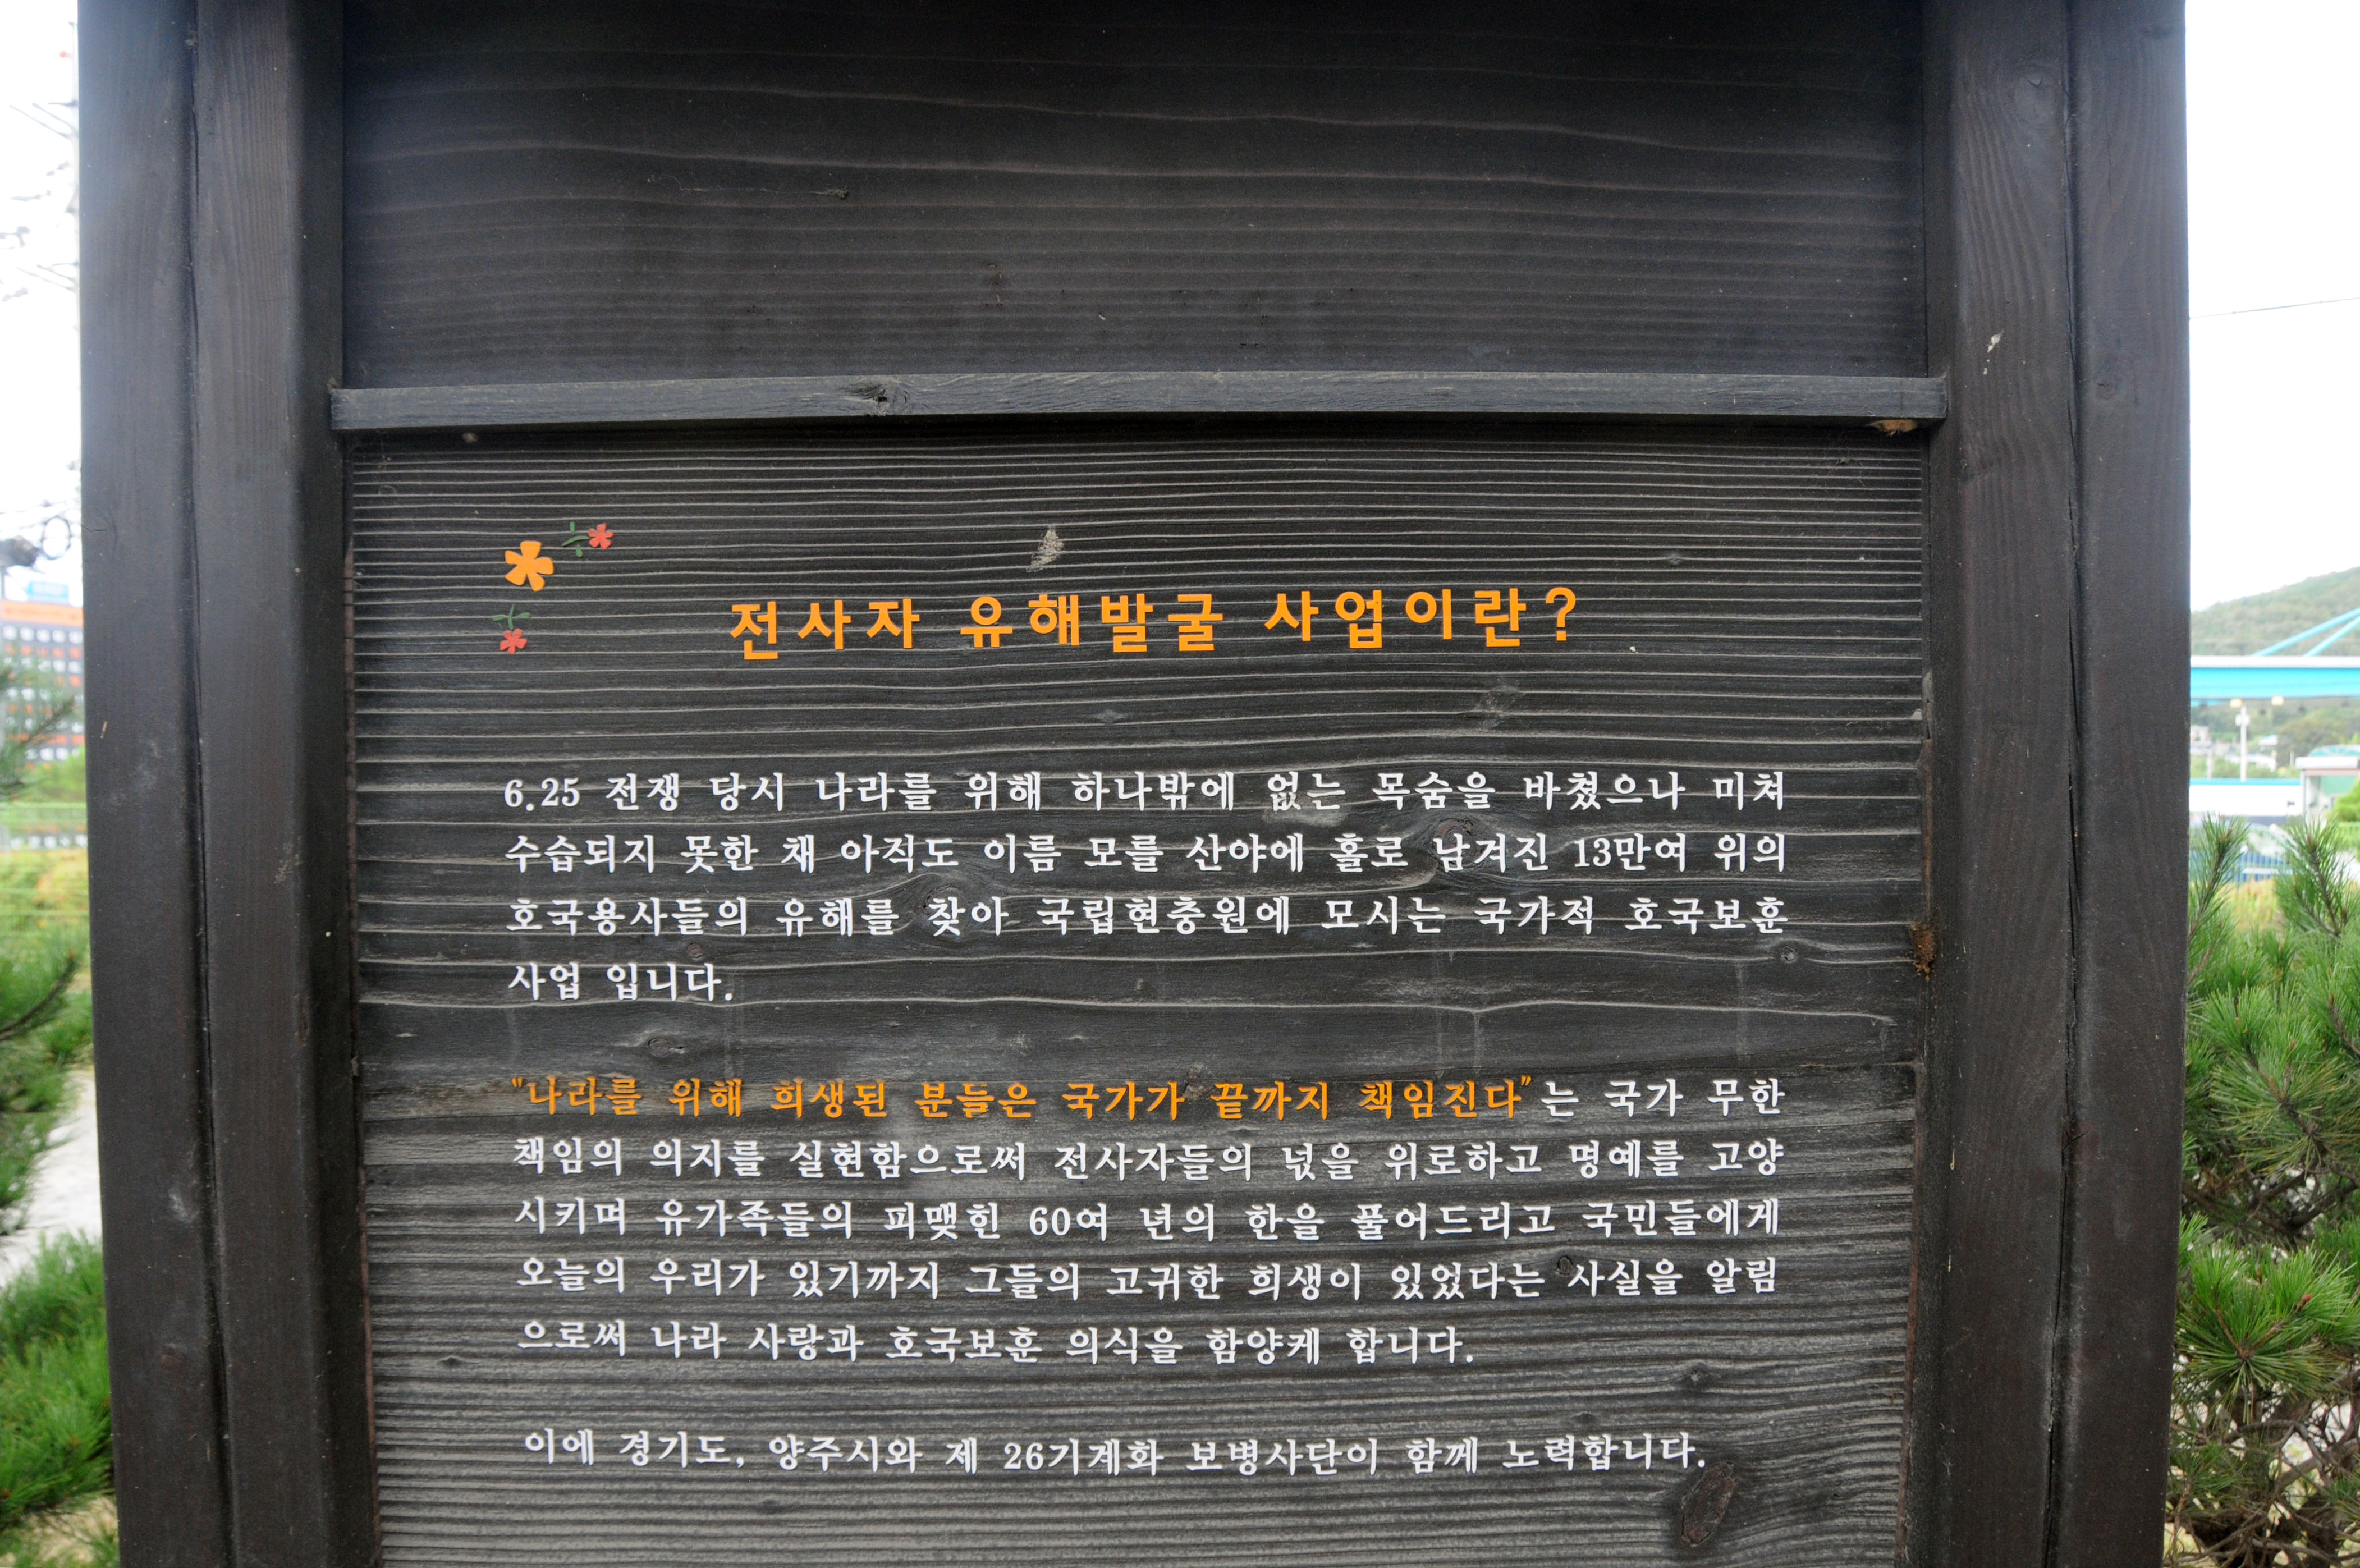 전사자 유해발굴 사업이란?
6.25 전쟁 당시 나라를 위해 하나밖에 없는 목숨을 바쳤으나 미쳐
수습되지 못한 채 아직도 이름 모를 산야에 홀로 남겨진 13만여 위의
호국용사들의 유해를 찾아 국립현충원에 모시는 국가적 호국보훈
사업 입니다.
"나라를 위해 희생된 분들은 국가가 끝까지 책임진다"는 국가 무한
책임의 의지를 실현함으로써 전사자들의 넋을 위로하고 명예를 고양
시키며 유가족들의 피맺힌 60여 년의 한을 풀어드리고 국민들에게
오늘의 우리가 있기까지 그들의 고귀한 희생이 있었다는 사실을 알림
으로써 나라 사랑과 호국보훈 의식을 함양케 합니다.
이에 경기도, 양주시와 제 26기계화 보병사단이 함께 노력합니다.